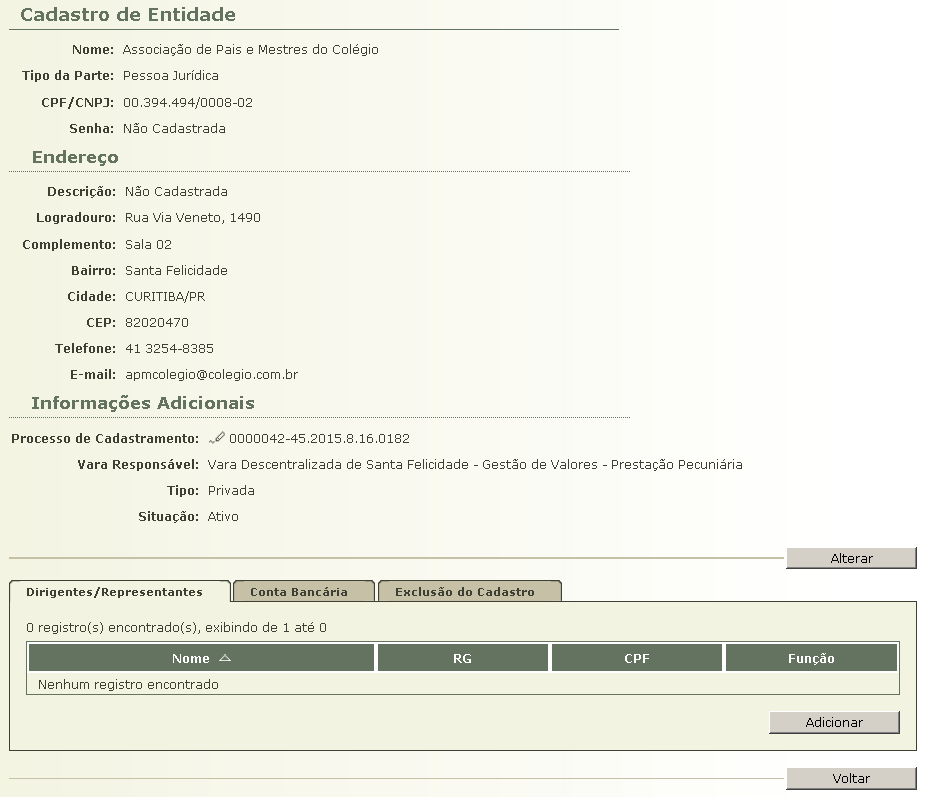 Cadastro de Entidade
Nome: Associação de Pais e Mestres do Colégio
Tipo da Parte: Pessoa Jurídica
CPF/CNPJ: 00.394.494/0008-02
Senha: Não Cadastrada
Endereço
Descrição: Não Cadastrada
Logradouro: Rua Via Veneto, 1490
Complemento: Sala 02
Bairro: Santa Felicidade
Cidade: CURITIBA/PR
CEP: 82020470
Telefone: 41 3254-8385
E-mail: apmcolegio@colegio.com.br
Informações Adicionais
Processo de Cadastramento: 0000042-45.2015.8.16.0182
Vara Responsável: Vara Descentralizada de Santa Felicidade - Gestão de Valores - Prestação Pecuniária
Tipo: Privada
Situação: Ativo
Alterar
Dirigentes/Representantes Conta Bancária Exclusão do Cadastro
0 registro(s) encontrado(s), exibindo de 1 até 0
Nome RG CPF Função
Nenhum registro encontrado
Adicionar
Voltar